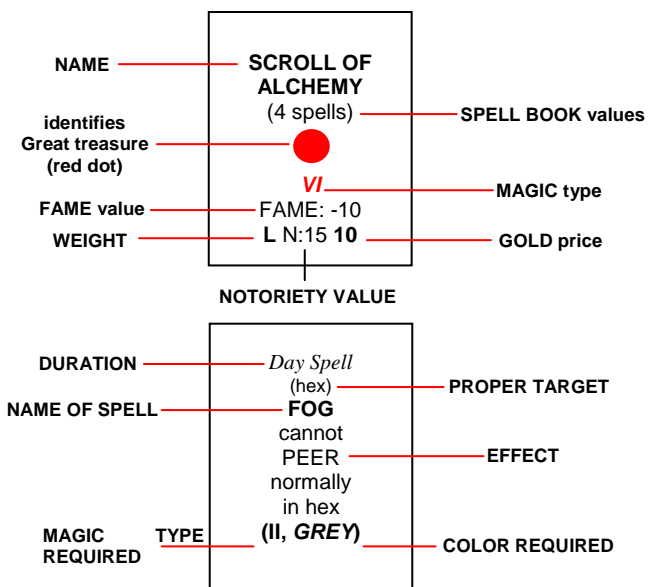 NAME
SCROLL OF
ALCHEMY
(4 spells)
SPELL BOOK values
identifies
Great treasure
(red dot)
VI
MAGIC type
FAME value
FAME: -10
WEIGHT
L N:15 10
GOLD price
NOTORIETY VALUE
DURATION
Day Spell
(hex)
PROPER TARGET
NAME OF SPELL
FOG
cannot
PEER
EFFECT
normally
in hex
MAGIC TYPE
REQUIRED
(II, GREY)
COLOR REQUIRED